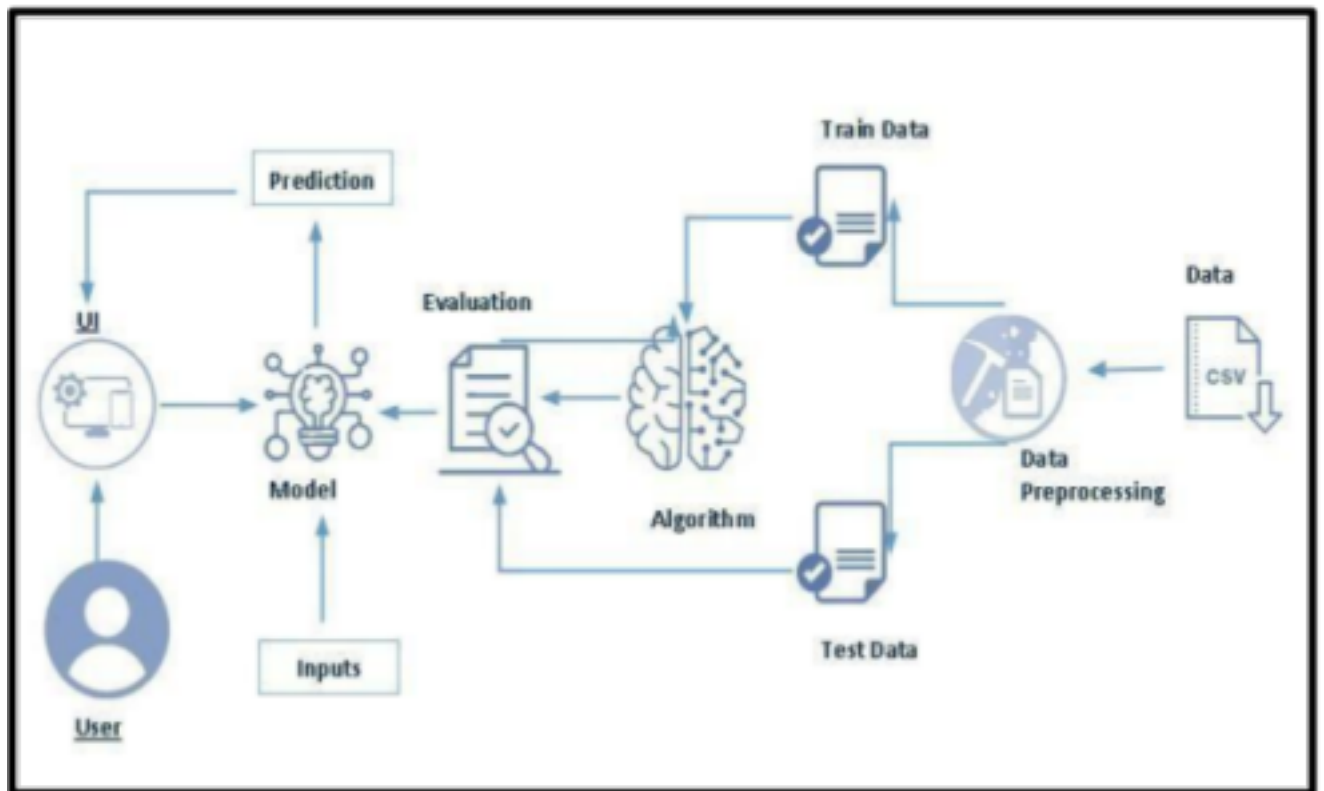 Train Data
Prediction
Data
Evaluation
UI
CSV
Data
Preprocessing
Model
Algorithm
Test Data
Inputs
User